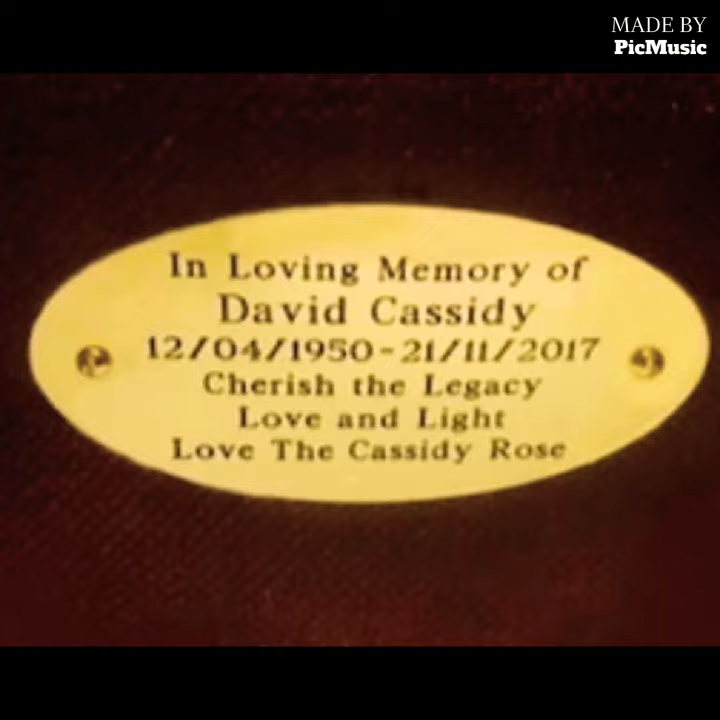 MADE BY
PicMusic
In Loving Memory of
David Cassidy
12/04/1950-21/11/2017
Cherish the Legacy
Love and Light
Love The Cassidy Rose